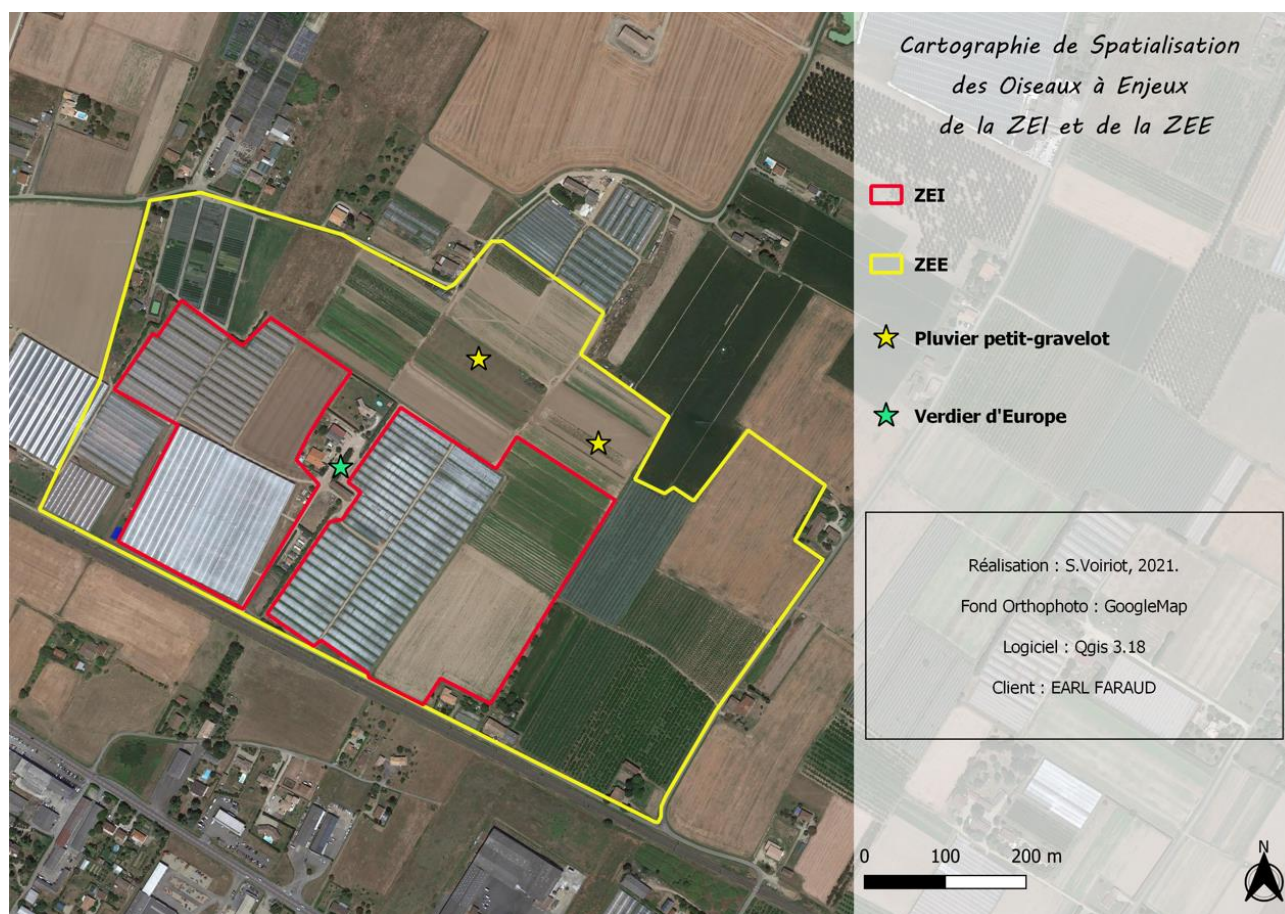 Cartographie de Spatialisation
des Oiseaux à Enjeux
de la ZEI et de la ZEE
ZEI
ZEE
Pluvier petit-gravelot
Verdier d'Europe
Réalisation : S.Voiriot, 2021.
Fond Orthophoto : GoogleMap
Logiciel : Qgis 3.18
Client : EARL FARAUD
0 100 200 m
N